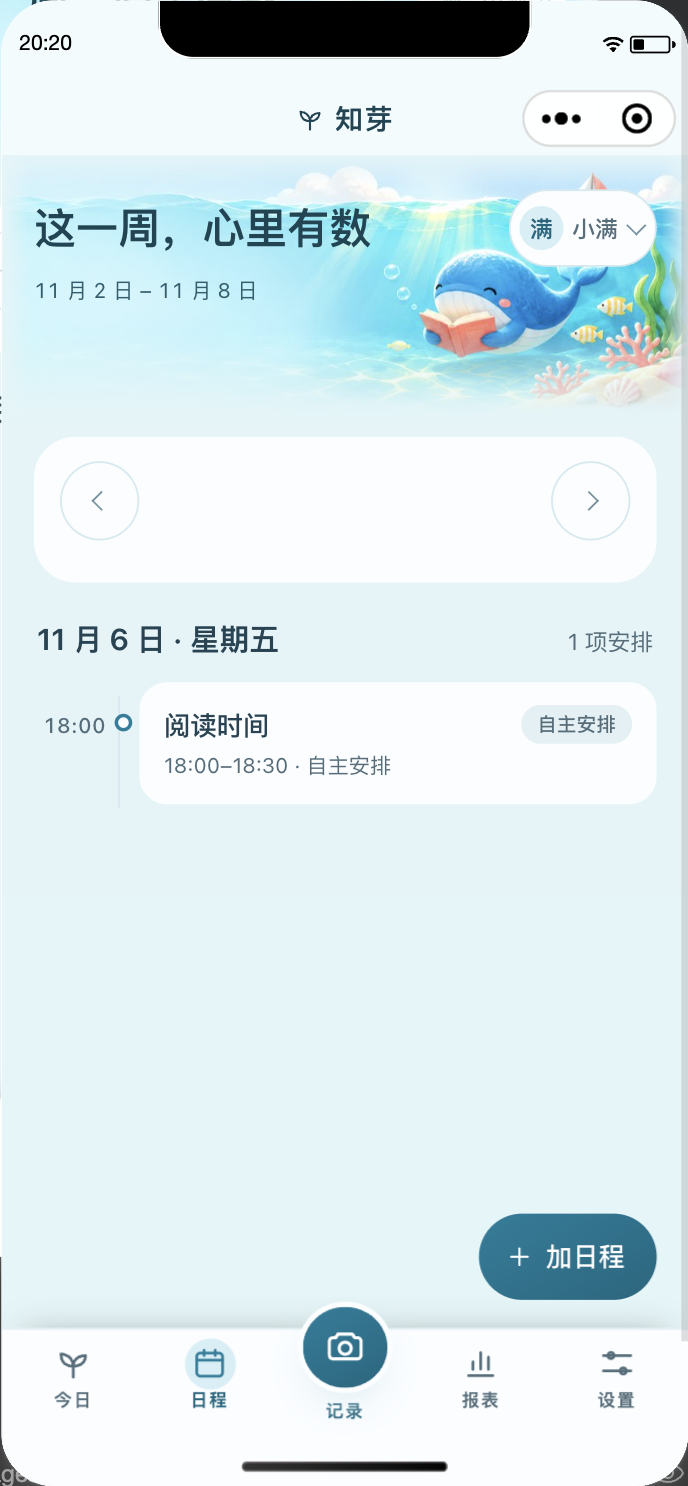 20:20
知芽
这一周，心里有数
满 小满
11 月 2 日 – 11 月 8 日
11 月 6 日 · 星期五
1 项安排
18:00
阅读时间
自主安排
18:00–18:30 · 自主安排
+ 加日程
今日
日程
记录
报表
设置